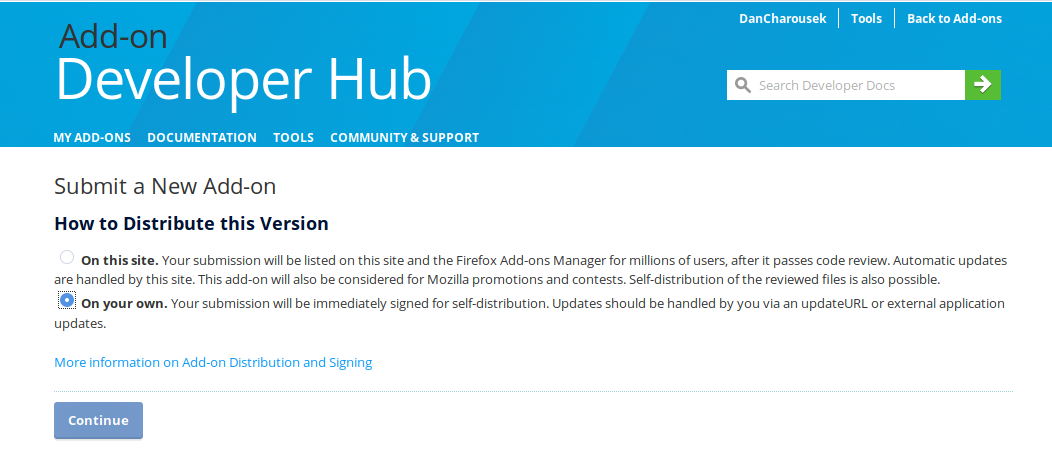 DanCharousek Tools Back to Add-ons
Add-on
Developer Hub
Search Developer Docs
MY ADD-ONS DOCUMENTATION TOOLS COMMUNITY & SUPPORT
Submit a New Add-on
How to Distribute this Version
On this site. Your submission will be listed on this site and the Firefox Add-ons Manager for millions of users, after it passes code review. Automatic updates
are handled by this site. This add-on will also be considered for Mozilla promotions and contests. Self-distribution of the reviewed files is also possible.
On your own. Your submission will be immediately signed for self-distribution. Updates should be handled by you via an updateURL or external application
updates.
More information on Add-on Distribution and Signing
Continue